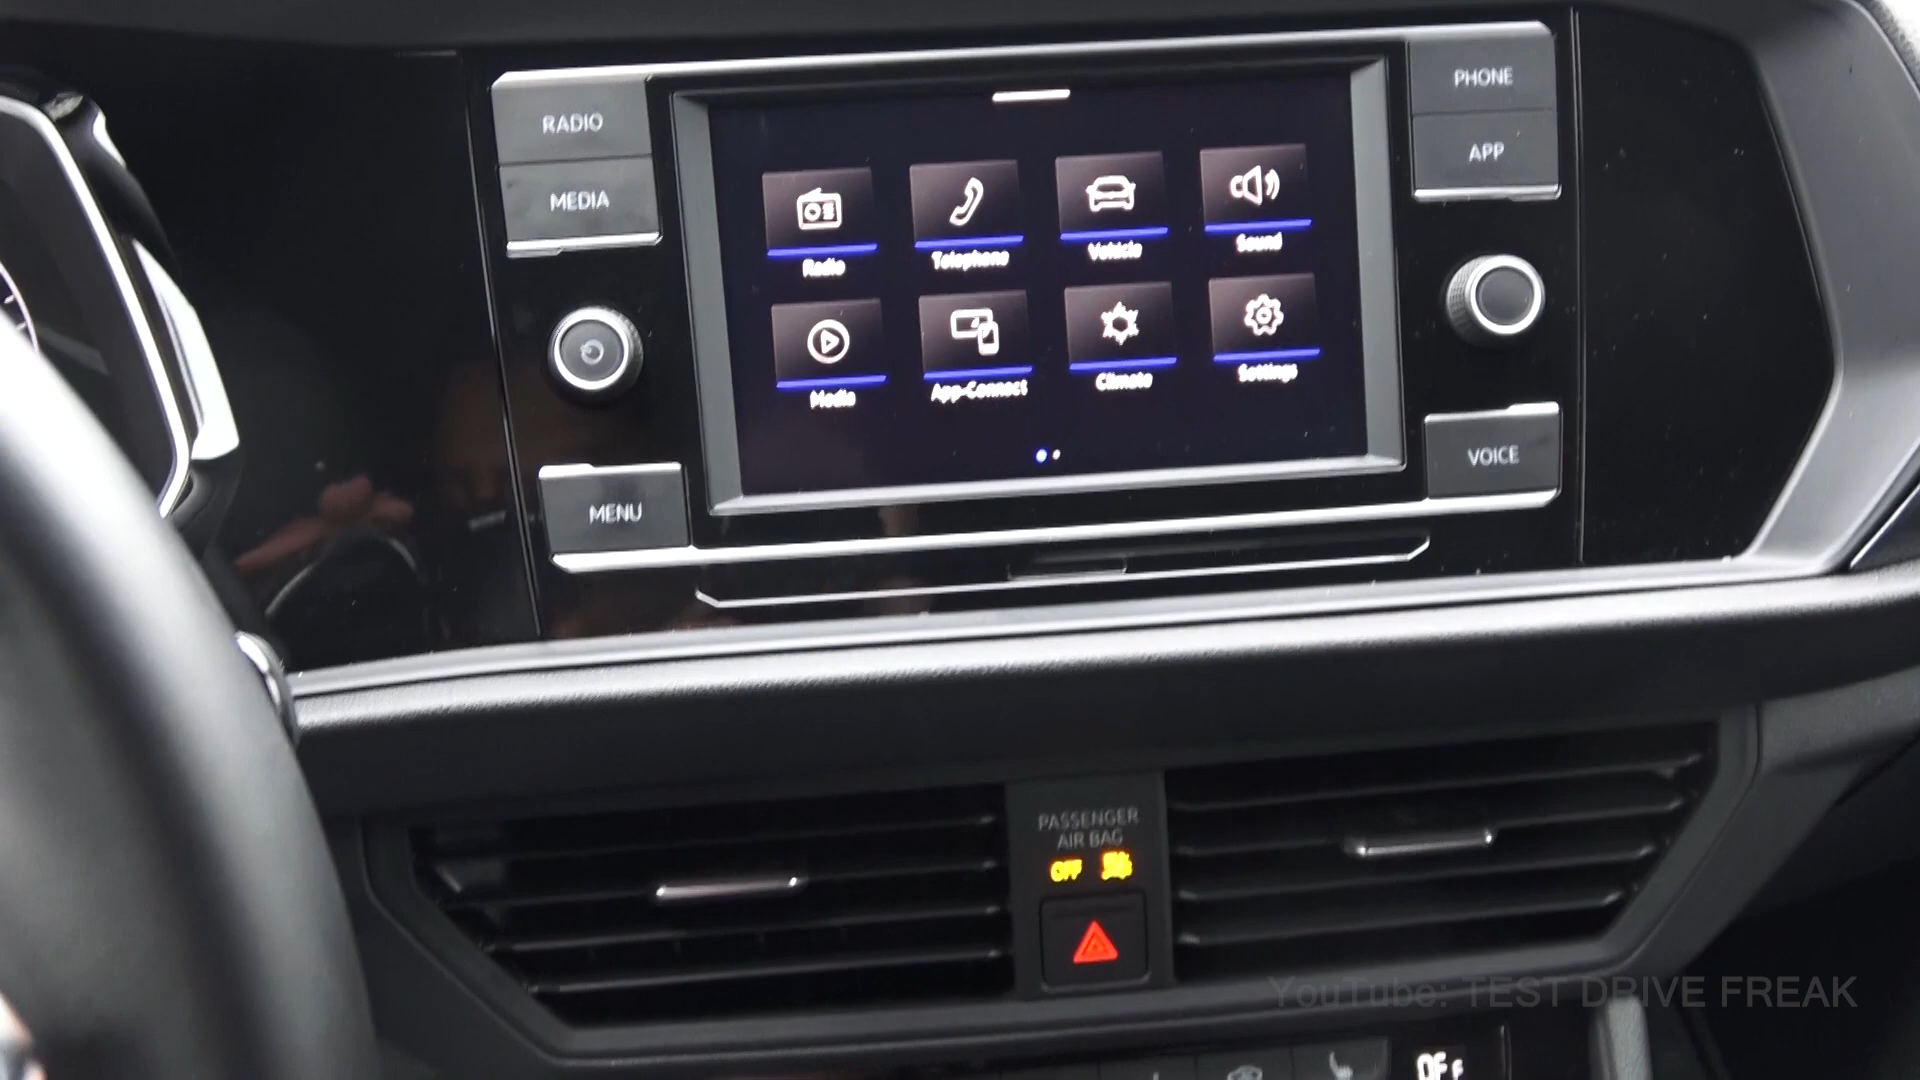 RADIO
MEDIA
MENU
PHONE
APP
VOICE
Radio
Telephone
Vehicle
Sound
Media
App-Connect
Climate
Settings
PASSENGER
AIR BAG
OFF
YouTube: TEST DRIVE FREAK
OFF